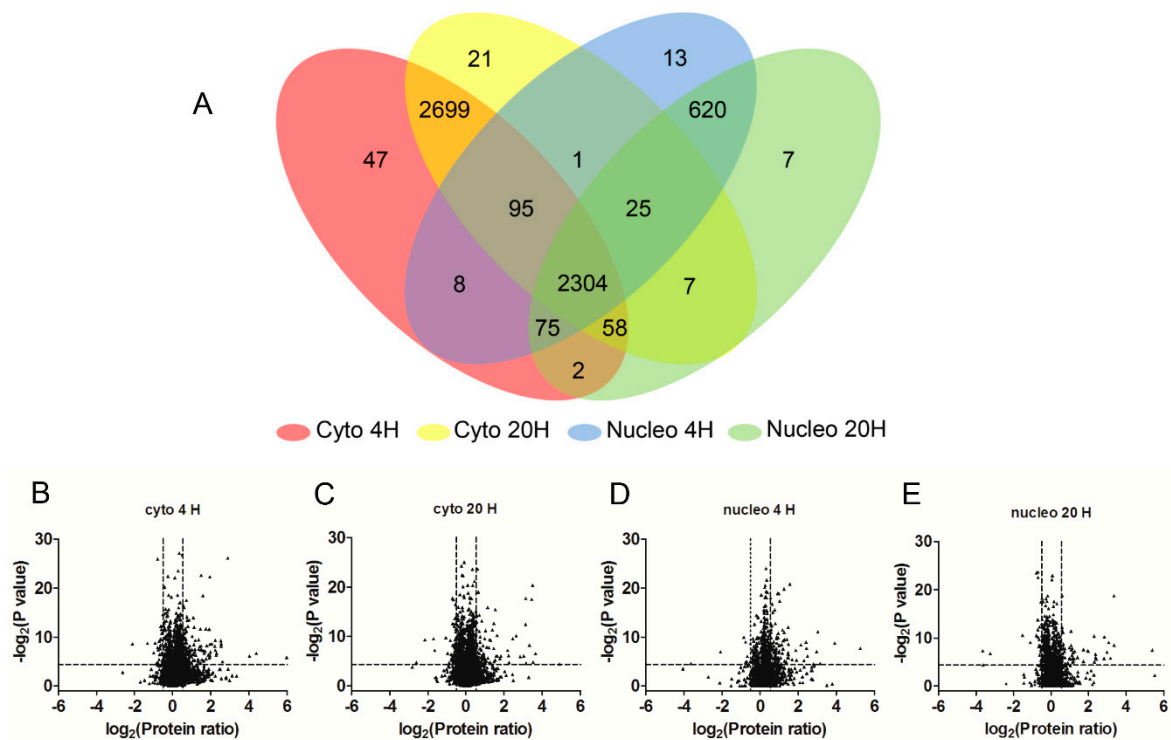 A
21
13
2699
620
47
1
7
95
25
8
2304
7
75
58
2
Cyto 4H Cyto 20H Nucleo 4H Nucleo 20H
B
cyto 4 H
30
20
10
0
-log2(P value)
-6 -4 -2 0 2 4 6
log2(Protein ratio)
C
cyto 20 H
30
20
10
0
-log2(P value)
-6 -4 -2 0 2 4 6
log2(Protein ratio)
D
nucleo 4 H
30
20
10
0
-log2(P value)
-6 -4 -2 0 2 4 6
log2(Protein ratio)
E
nucleo 20 H
30
20
10
0
-log2(P value)
-6 -4 -2 0 2 4 6
log2(Protein ratio)